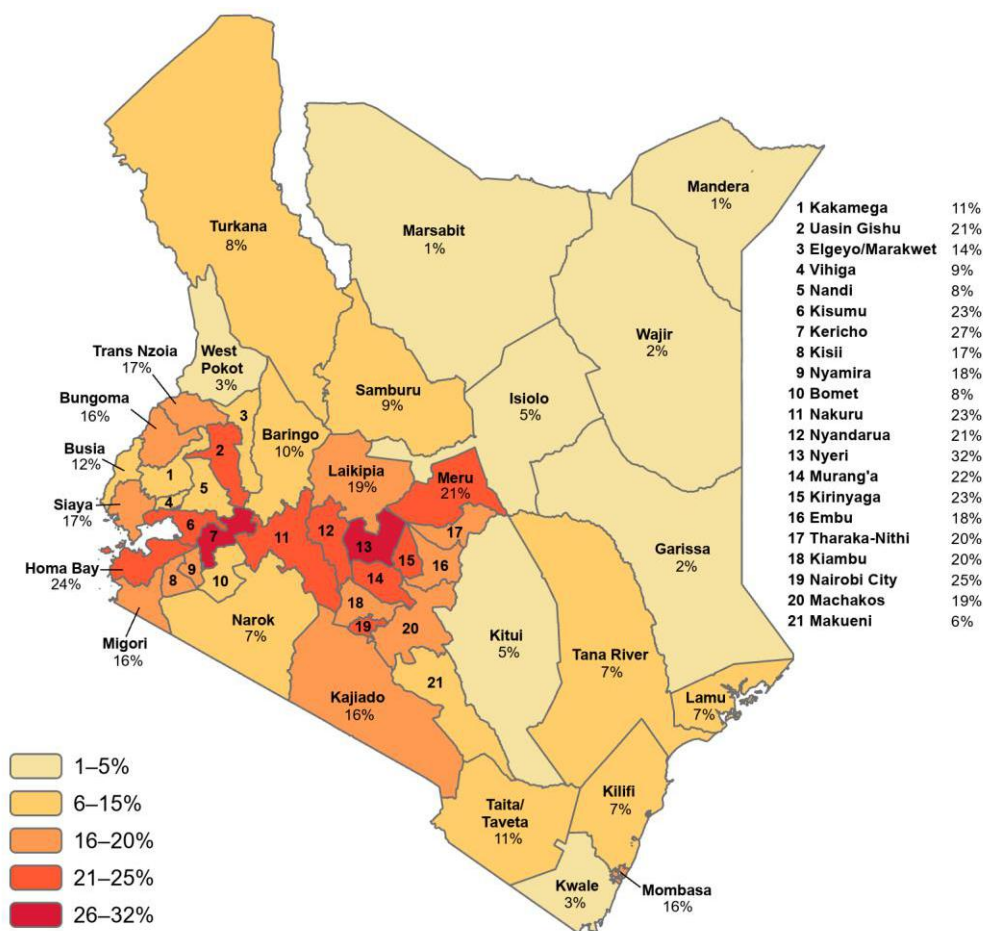 Turkana
8%
Marsabit
1%
Mandera
1%
Wajir
2%
West
Pokot
3%
Trans Nzoia
17%
Bungoma
16%
Busia
12%
Siaya
17%
Homa Bay
24%
Migori
16%
Samburu
9%
Isiolo
5%
Baringo
10%
Laikipia
19%
Meru
21%
Garissa
2%
Narok
7%
Kajiado
16%
Kitui
5%
Tana River
7%
Lamu
7%
Kilifi
7%
Taita/
Taveta
11%
Kwale
3%
Mombasa
16%
3
2
1
5
4
6
7
8
9
10
11
12
13
14
15
16
17
18
19
20
21
1 Kakamega 11%
2 Uasin Gishu 21%
3 Elgeyo/Marakwet 14%
4 Vihiga 9%
5 Nandi 8%
6 Kisumu 23%
7 Kericho 27%
8 Kisii 17%
9 Nyamira 18%
10 Bomet 8%
11 Nakuru 23%
12 Nyandarua 21%
13 Nyeri 32%
14 Murang'a 22%
15 Kirinyaga 23%
16 Embu 18%
17 Tharaka-Nithi 20%
18 Kiambu 20%
19 Nairobi City 25%
20 Machakos 19%
21 Makueni 6%
1–5%
6–15%
16–20%
21–25%
26–32%